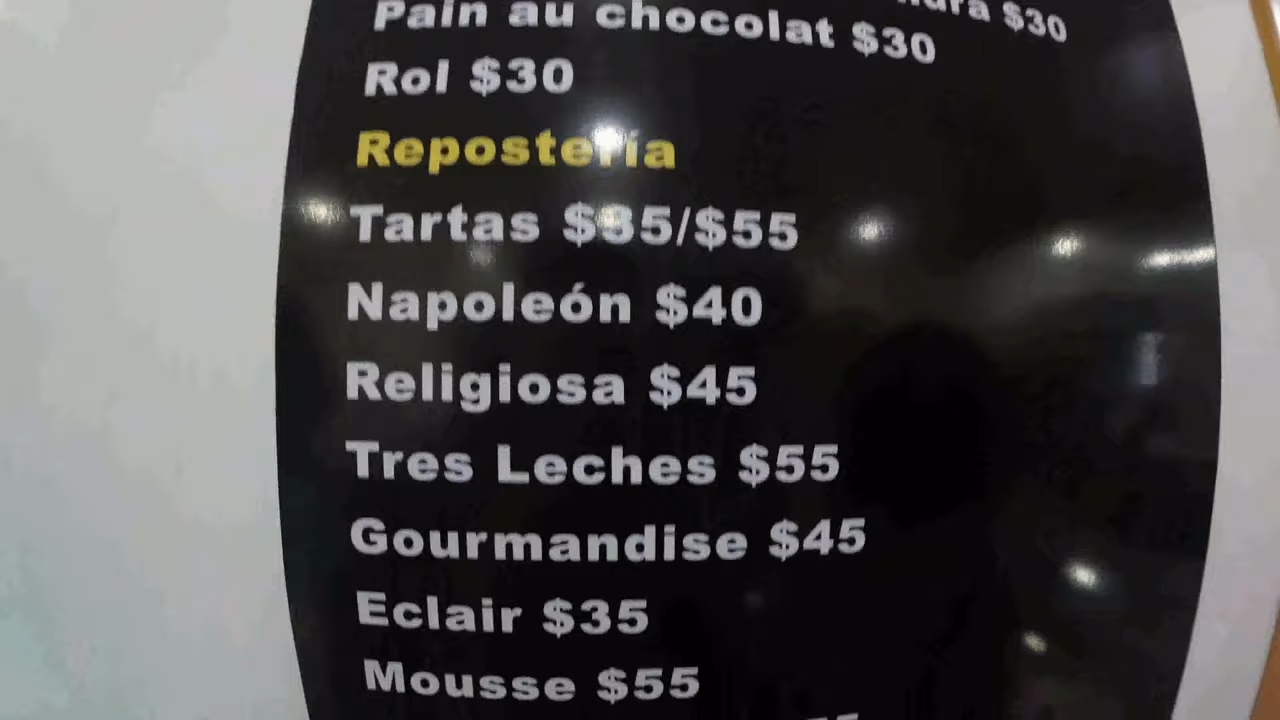 $30
Pain au chocolat $30
Rol $30
Repostería
Tartas $35/$55
Napoleón $40
Religiosa $45
Tres Leches $55
Gourmandise $45
Eclair $35
Mousse $55